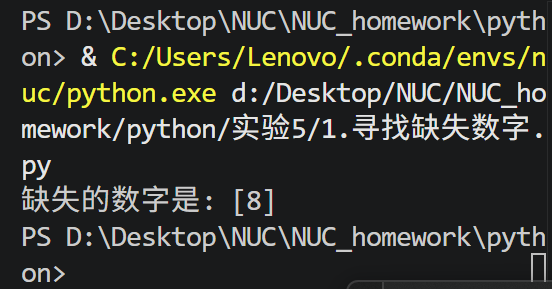 PS D:\Desktop\NUC\NUC_homework\pyth
on> & C:/Users/Lenovo/.conda/envs/n
uc/python.exe d:/Desktop/NUC/NUC_ho
mework/python/实验5/1.寻找缺失数字.
py
缺失的数字是: [8]
PS D:\Desktop\NUC\NUC_homework\pyth
on>